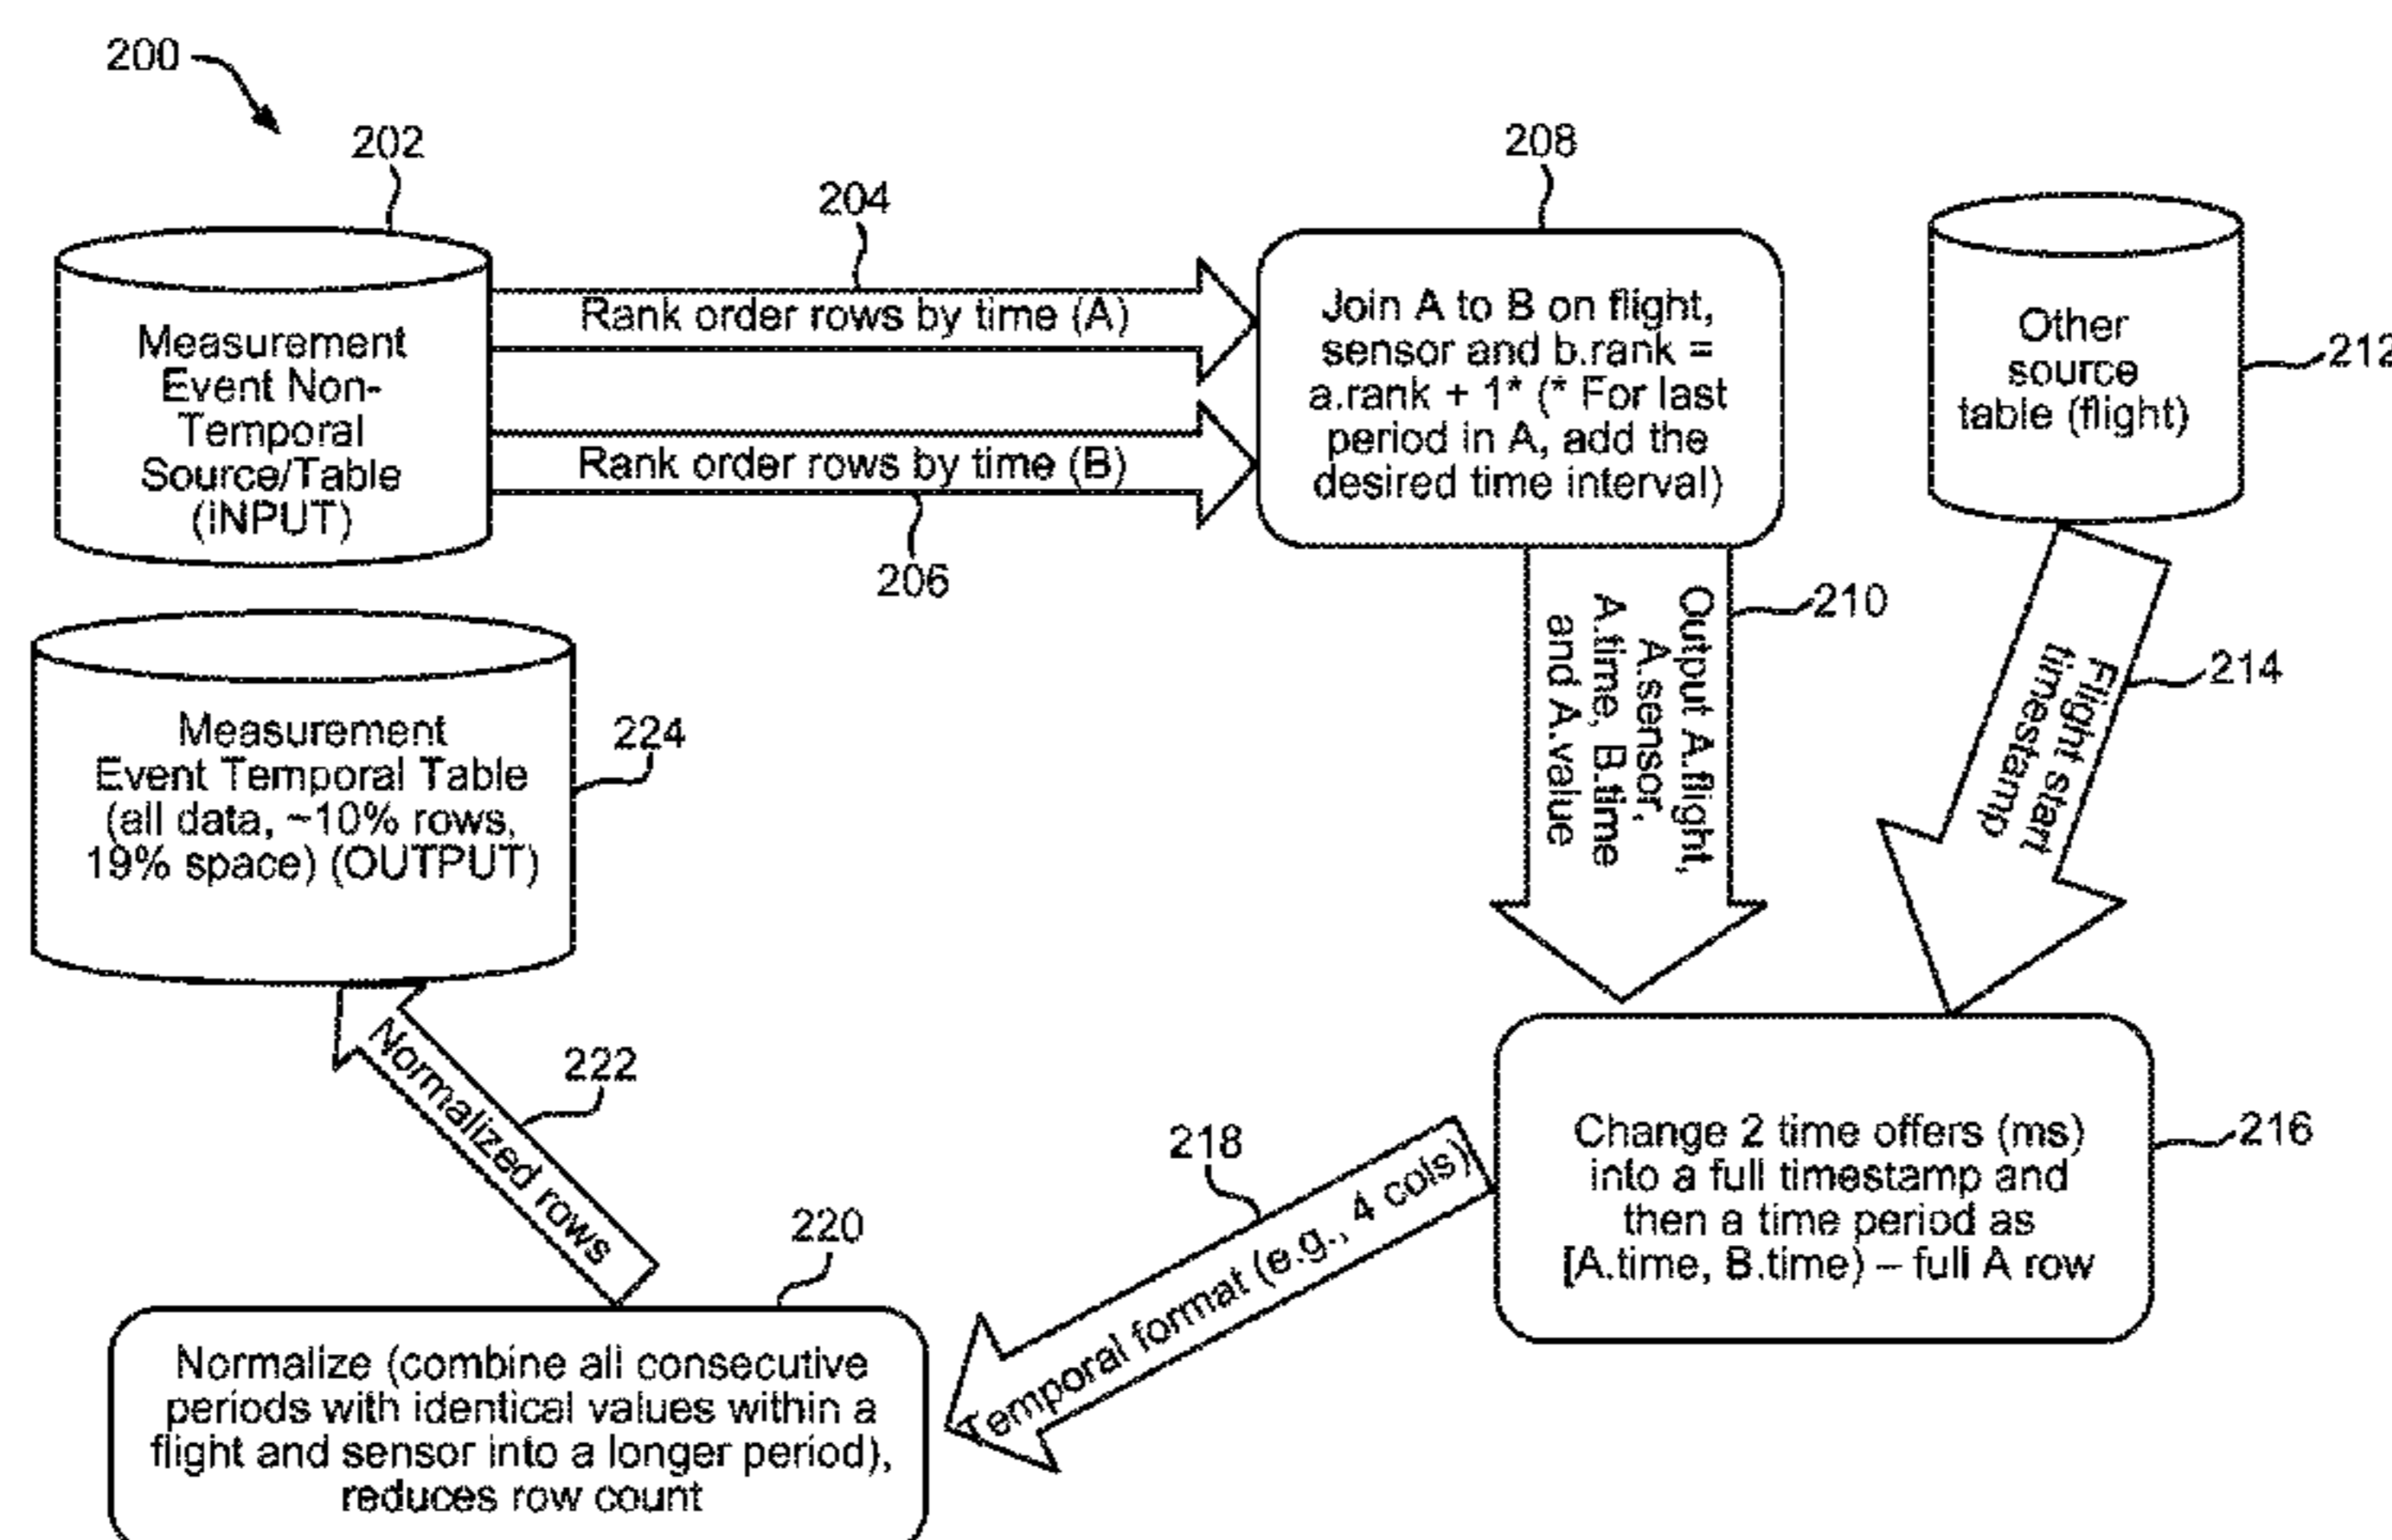 200
202
204
208
Measurement
Event Non-
Temporal
Source/Table
(INPUT)
Rank order rows by time (A)
Rank order rows by time (B)
206
Join A to B on flight,
sensor and b.rank =
a.rank + 1* (* For last
period in A, add the
desired time interval)
Other
source
table (flight)
212
Output A.flight,
A.sensor,
A.time, B.time
and A.value
210
Flight start
timestamp
214
Measurement
Event Temporal Table
(all data, ~10% rows,
19% space) (OUTPUT)
224
Change 2 time offers (ms)
into a full timestamp and
then a time period as
[A.time, B.time) – full A row
216
218
Temporal format (e.g., 4 cols)
Normalized rows
222
220
Normalize (combine all consecutive
periods with identical values within a
flight and sensor into a longer period),
reduces row count